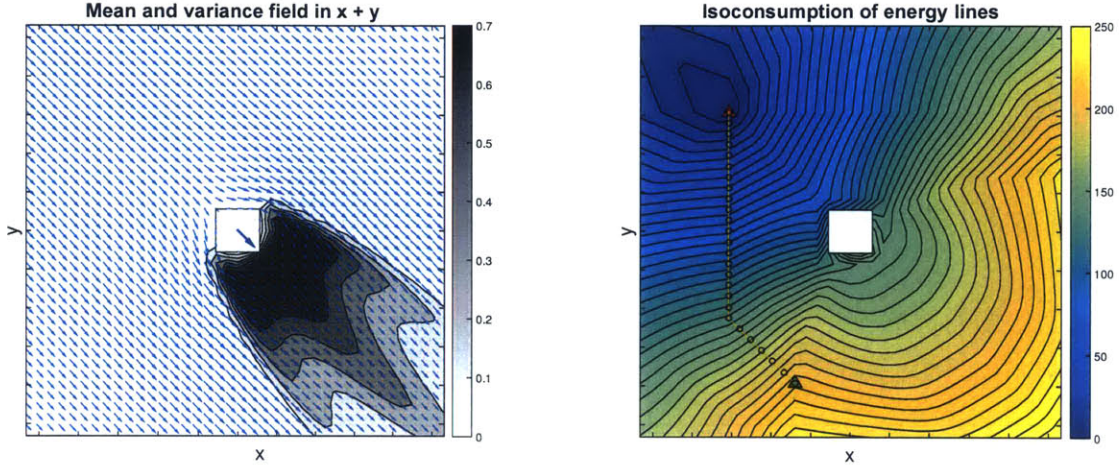 Mean and variance field in x + y
y
x
0.7
0.6
0.5
0.4
0.3
0.2
0.1
0
Isoconsumption of energy lines
y
x
250
200
150
100
50
0